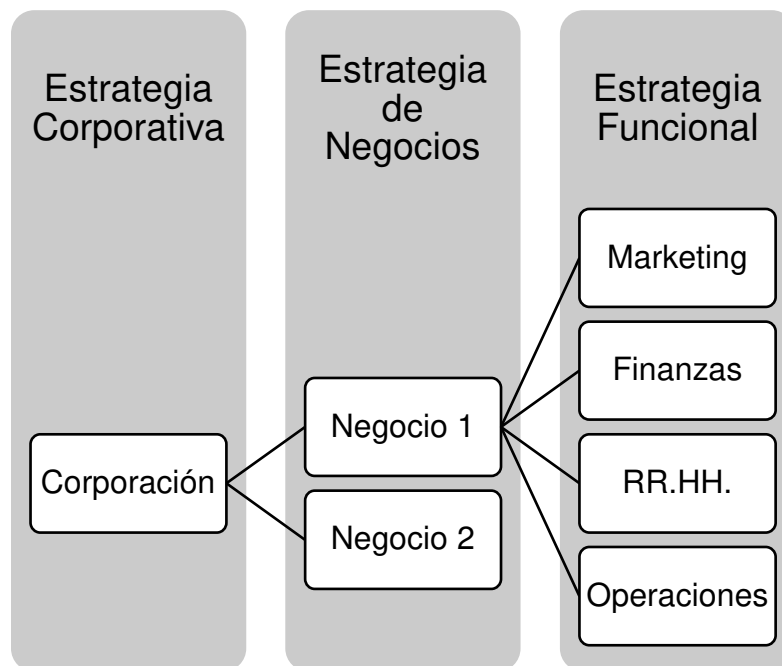 Estrategia
Corporativa
Estrategia
de
Negocios
Estrategia
Funcional
Corporación
Negocio 1
Negocio 2
Marketing
Finanzas
RR.HH.
Operaciones